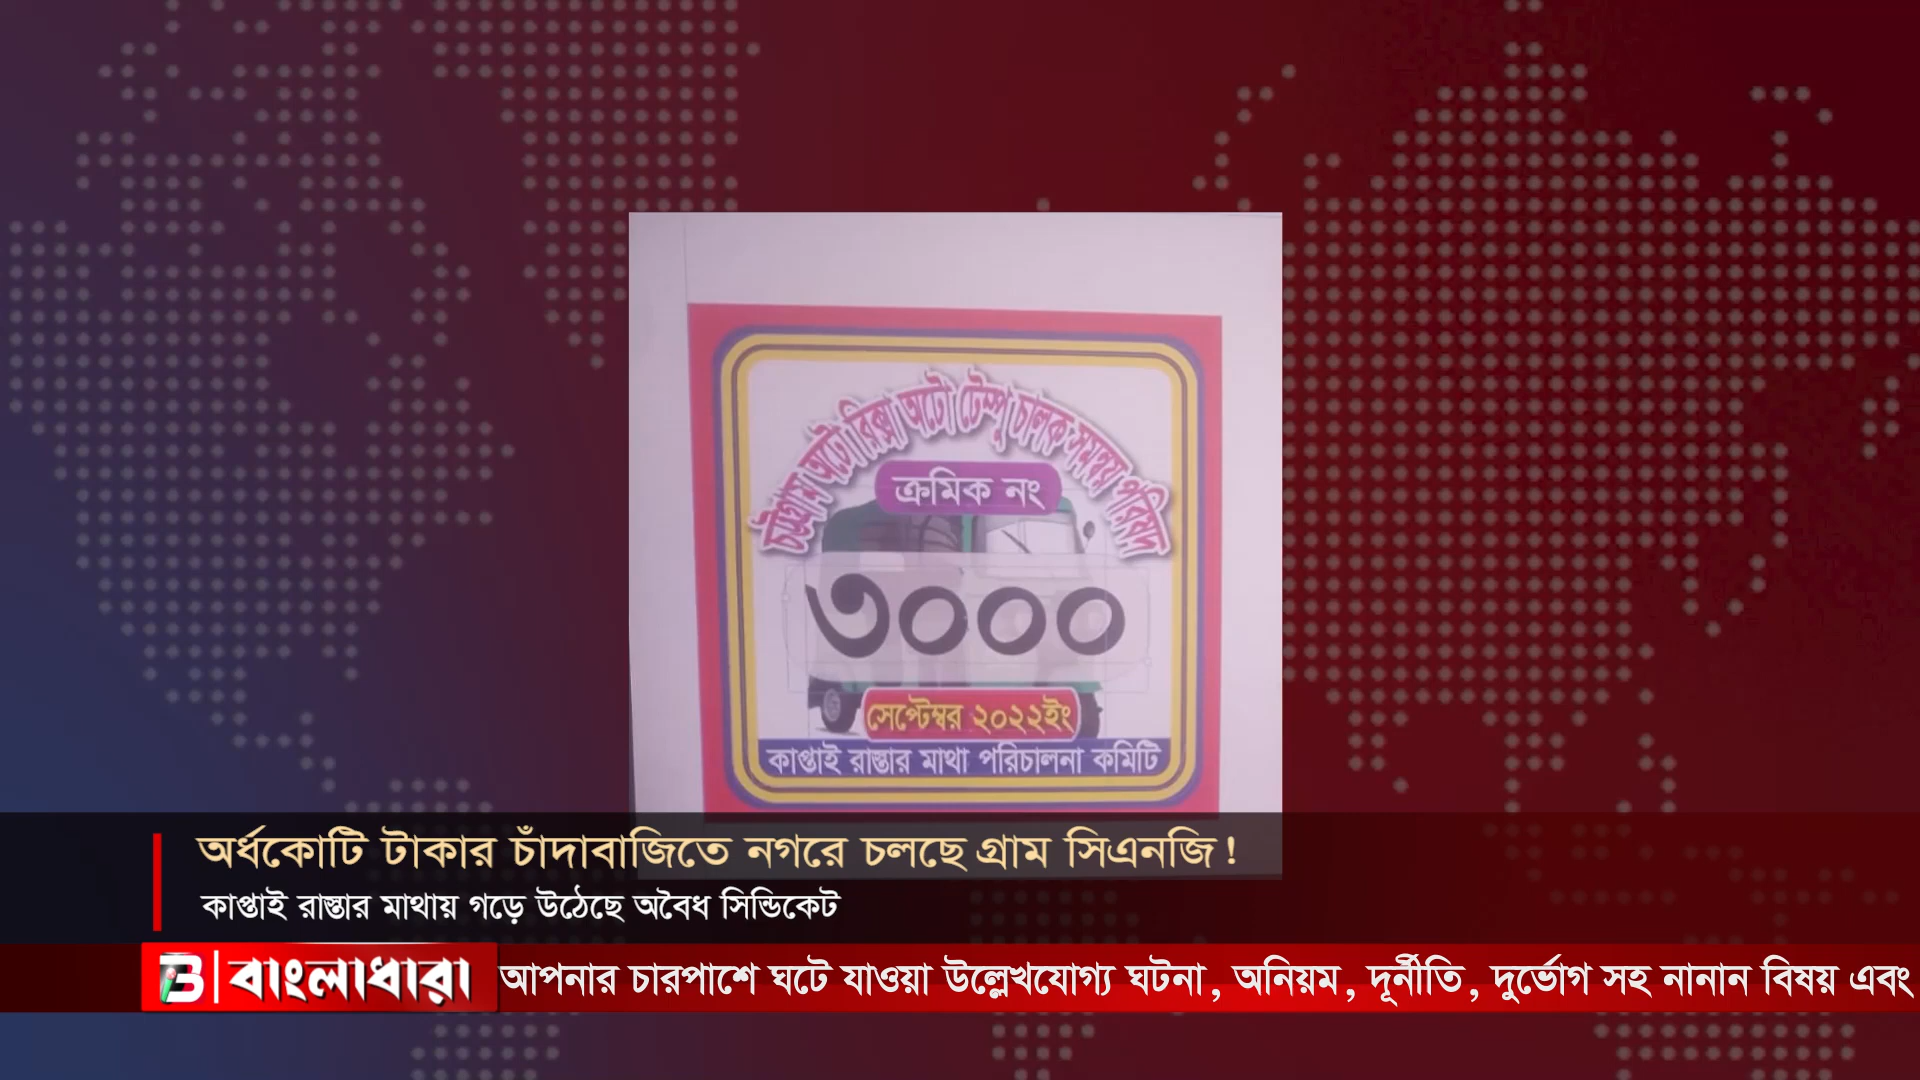 চট্টগ্রাম অটো রিক্সা অটো টেম্পু চালক সমন্বয় পরিষদ
ক্রমিক নং
৩০০০
সেপ্টেম্বর ২০২২ইং
কাপ্তাই রাস্তার মাথা পরিচালনা কমিটি
অর্ধকোটি টাকার চাঁদাবাজিতে নগরে চলছে গ্রাম সিএনজি!
কাপ্তাই রাস্তার মাথায় গড়ে উঠেছে অবৈধ সিন্ডিকেট
B বাংলাধারা
আপনার চারপাশে ঘটে যাওয়া উল্লেখযোগ্য ঘটনা, অনিয়ম, দূর্নীতি, দুর্ভোগ সহ নানান বিষয় এবং